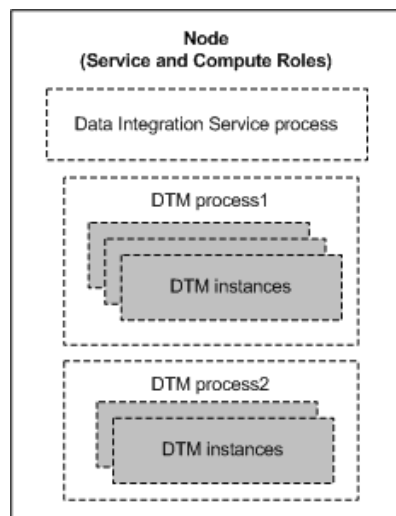 Node
(Service and Compute Roles)
Data Integration Service process
DTM process1
DTM instances
DTM process2
DTM instances